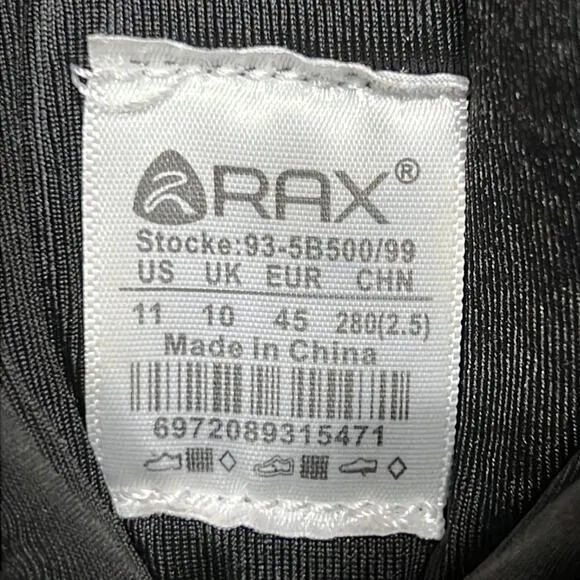 RAX®
Stocke:93-5B500/99
US UK EUR CHN
11 10 45 280(2.5)
Made in China
6972089315471